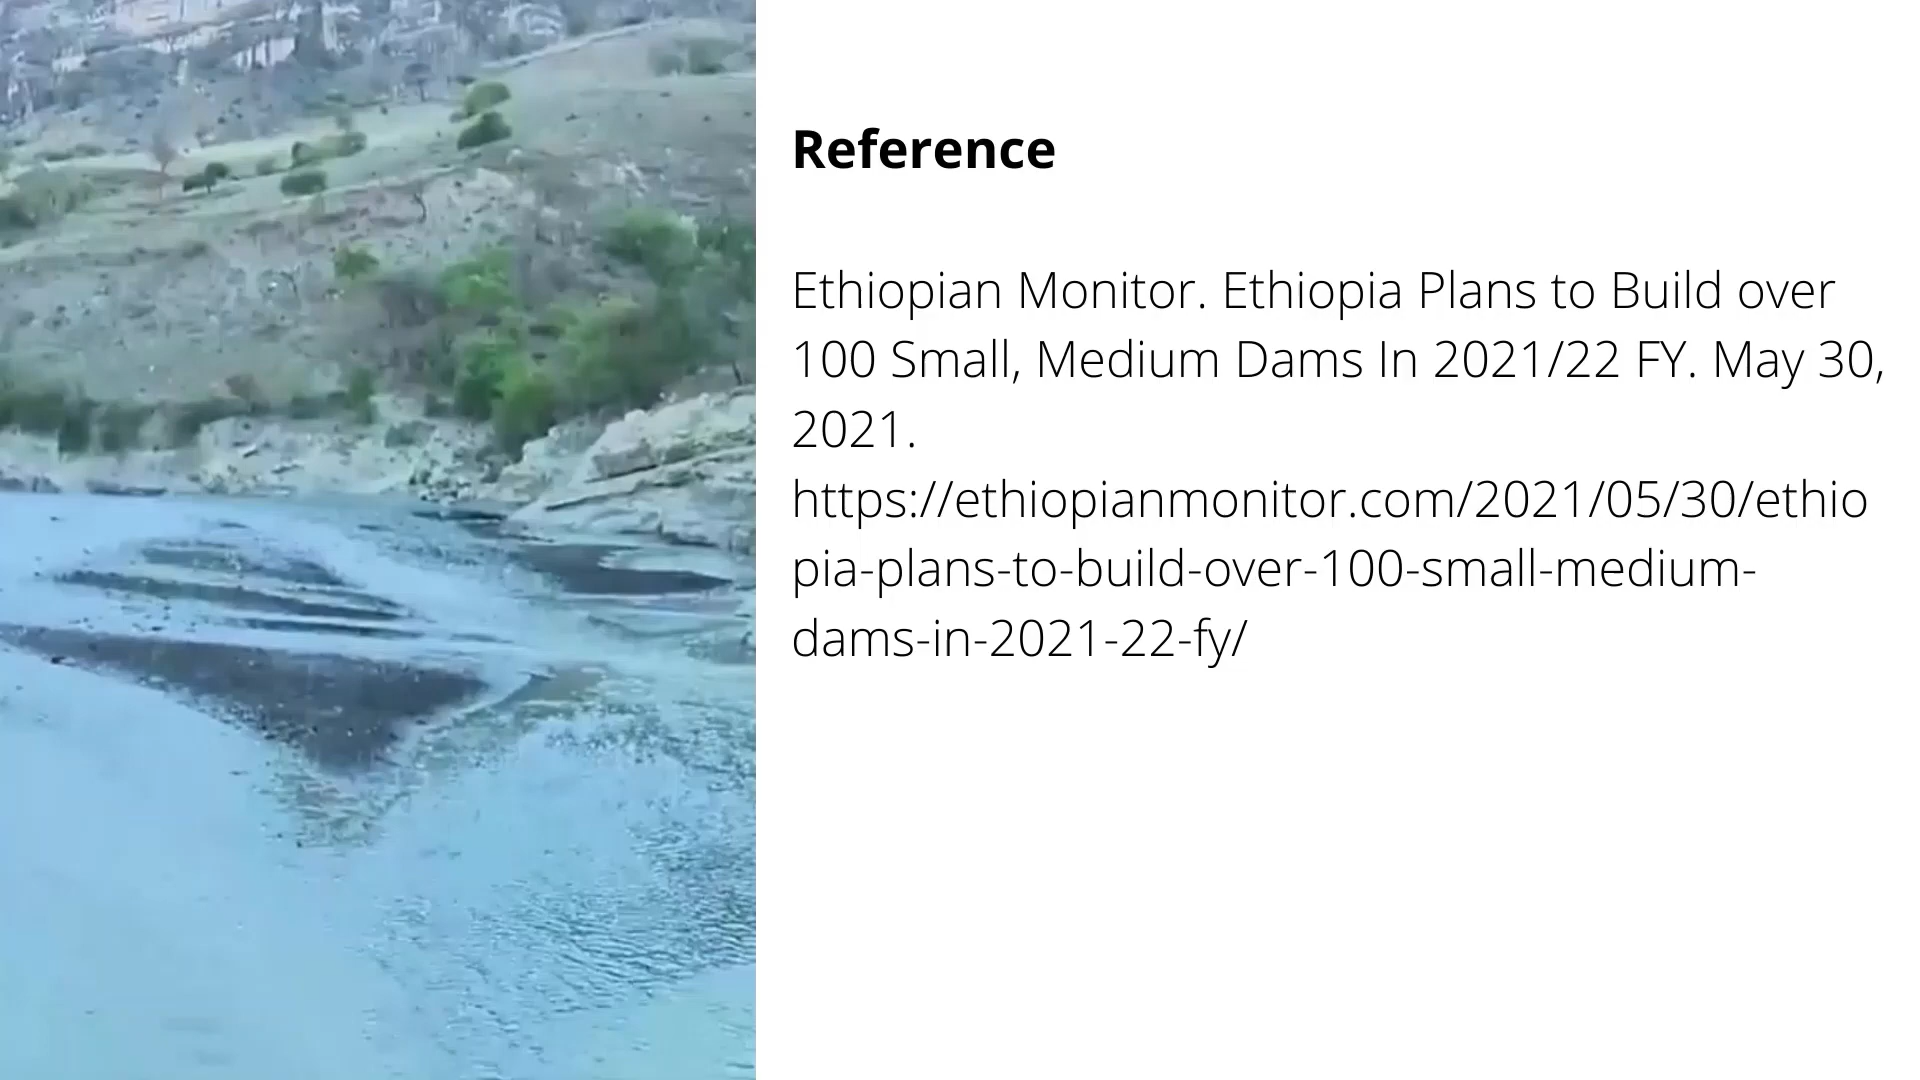 Reference
Ethiopian Monitor. Ethiopia Plans to Build over
100 Small, Medium Dams In 2021/22 FY. May 30,
2021.
https://ethiopianmonitor.com/2021/05/30/ethio
pia-plans-to-build-over-100-small-medium-
dams-in-2021-22-fy/